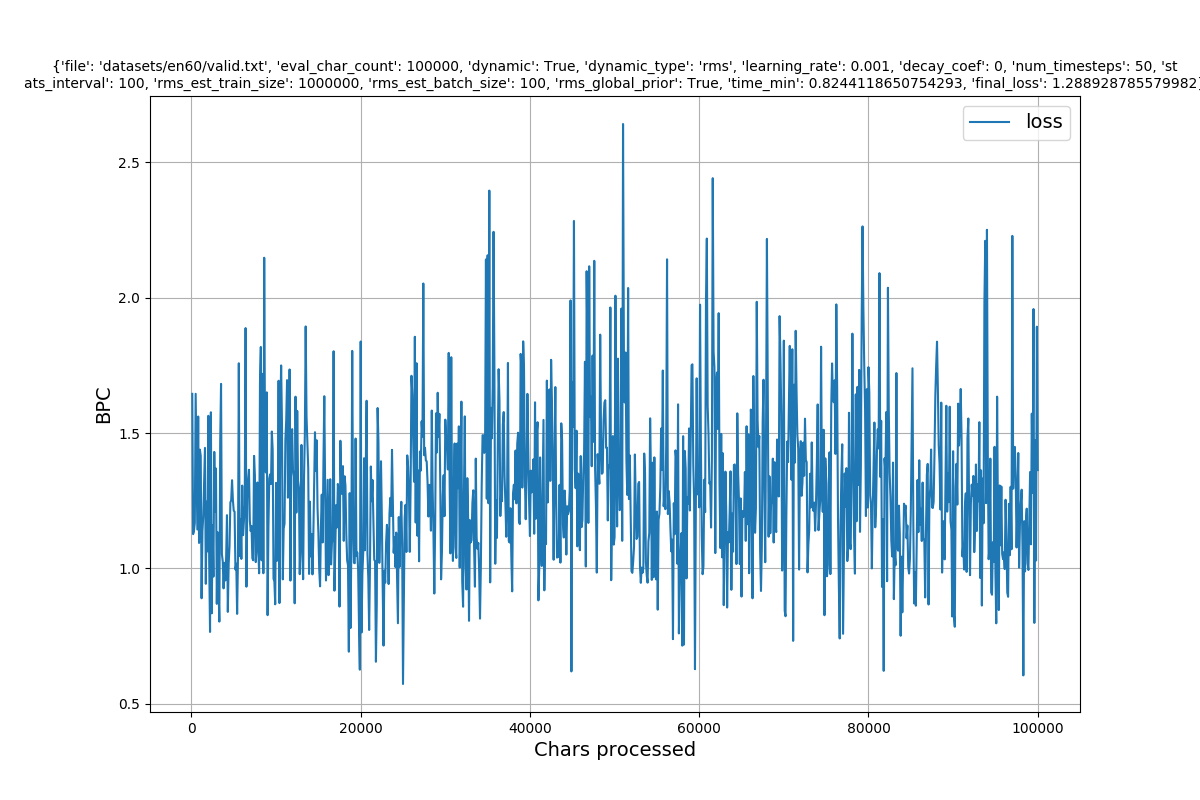 {'file': 'datasets/en60/valid.txt', 'eval_char_count': 100000, 'dynamic': True, 'dynamic_type': 'rms', 'learning_rate': 0.001, 'decay_coef': 0, 'num_timesteps': 50, 'st
ats_interval': 100, 'rms_est_train_size': 1000000, 'rms_est_batch_size': 100, 'rms_global_prior': True, 'time_min': 0.8244118650754293, 'final_loss': 1.288928785579982}
loss
2.5
2.0
1.5
1.0
0.5
BPC
0 20000 40000 60000 80000 100000
Chars processed